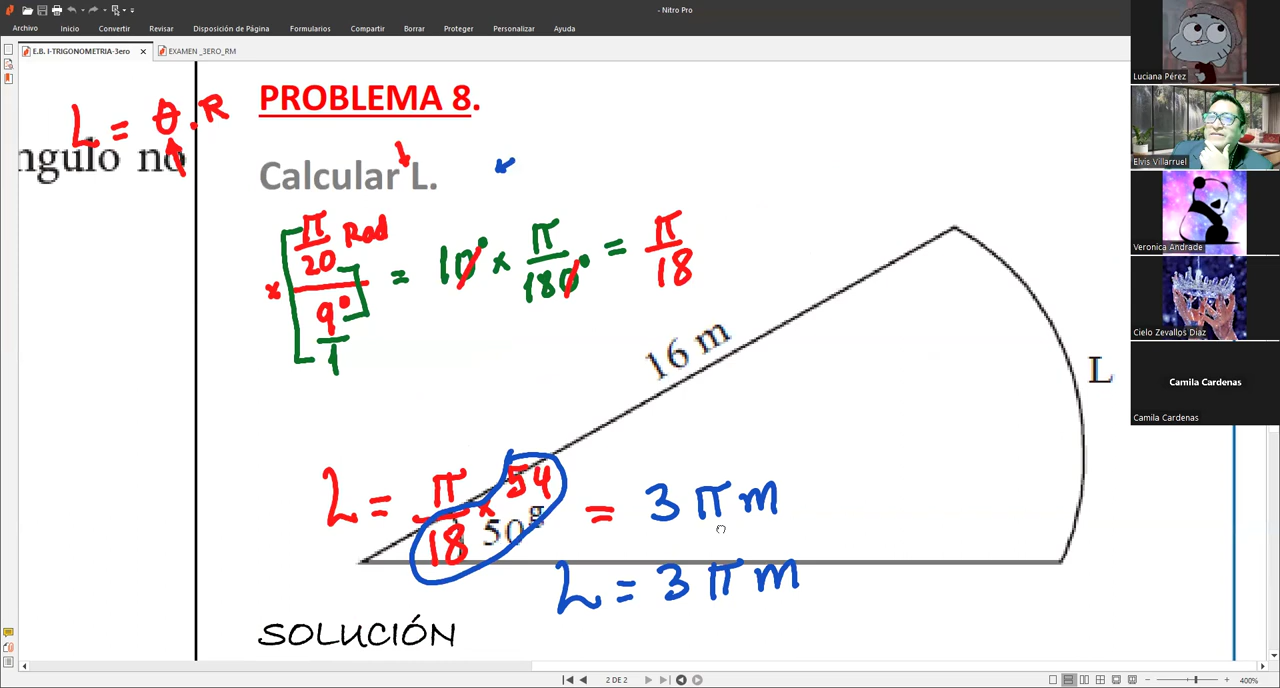 - Nitro Pro
Archivo Inicio Convertir Revisar Disposición de Página Formularios Compartir Borrar Proteger Personalizar Ayuda
E.B. I-TRIGONOMETRIA-3ero × EXAMEN _3ERO_RM
L = θ . R
ngulo no
PROBLEMA 8.
Calcular L.
× π/20 Rad / 9°/1 = 10° × π/180° = π/18
16 m
L
L = π/18 × 54 = 3 π m
50g
L = 3 π m
SOLUCIÓN
Luciana Pérez
Elvis Villarruel
Veronica Andrade
Cielo Zevallos Diaz
Camila Cardenas
Camila Cardenas
2 DE 2
400%